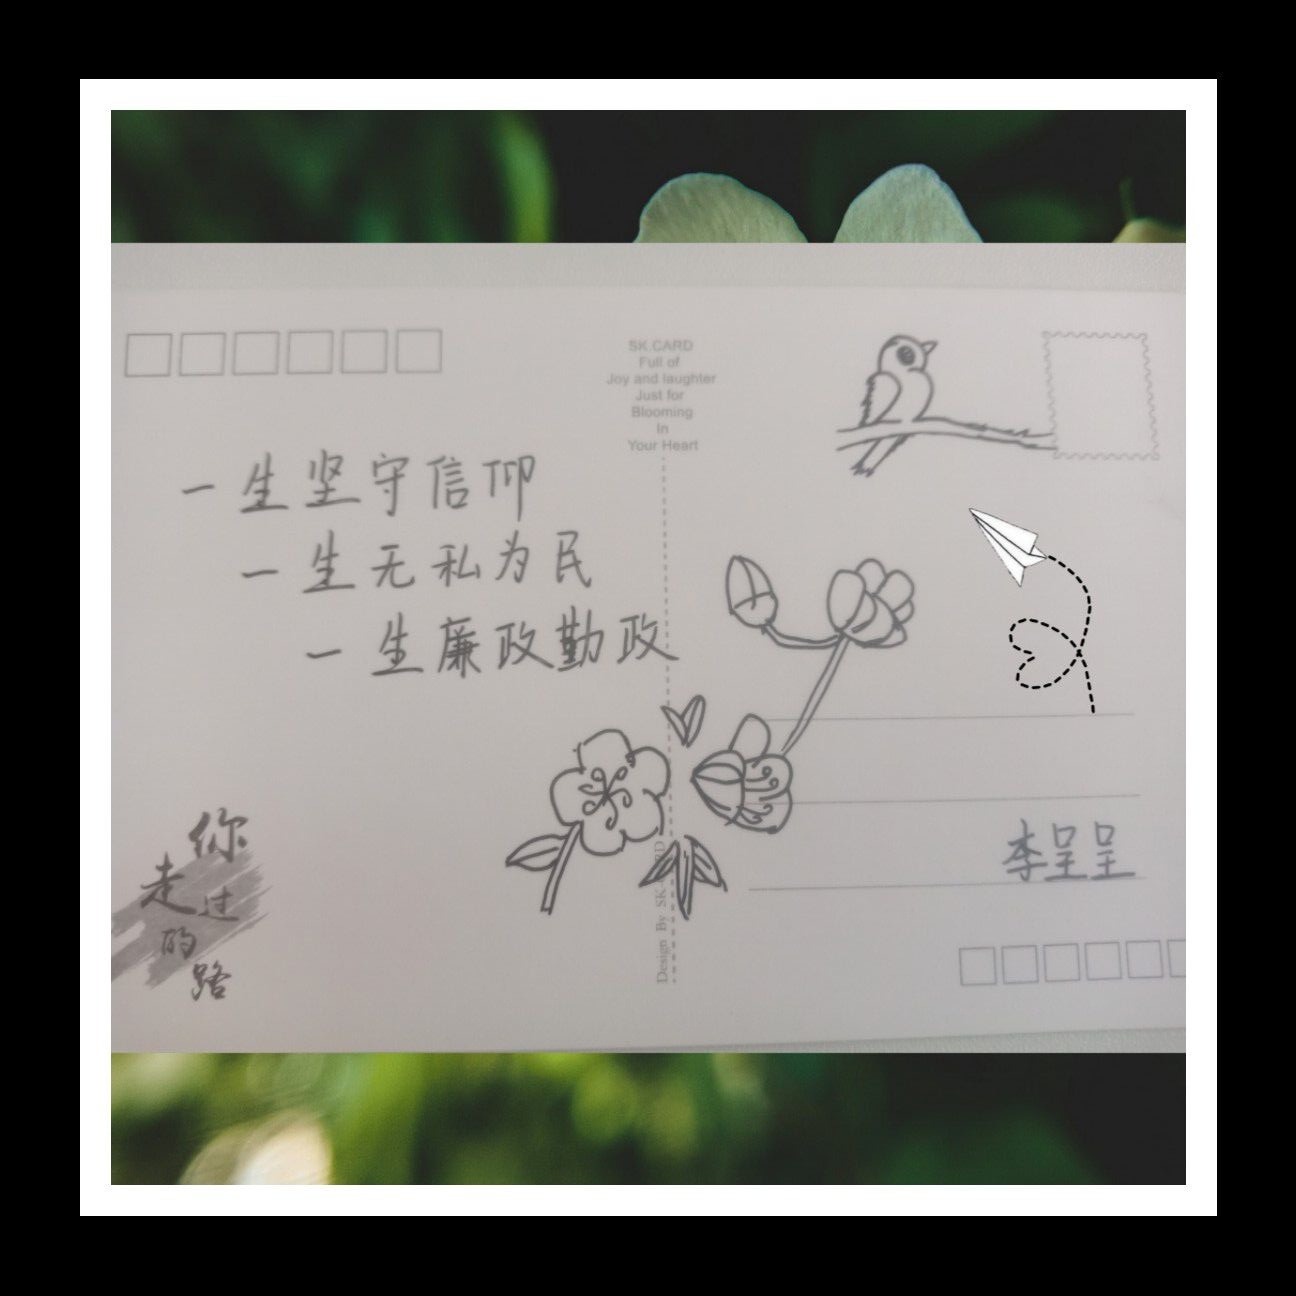 SK.CARD
Full of
Joy and laughter
Just for
Blooming
In
Your Heart
一生坚守信仰
一生无私为民
一生廉政勤政
你
走过
的
路
Design By SK.CARD
李呈呈